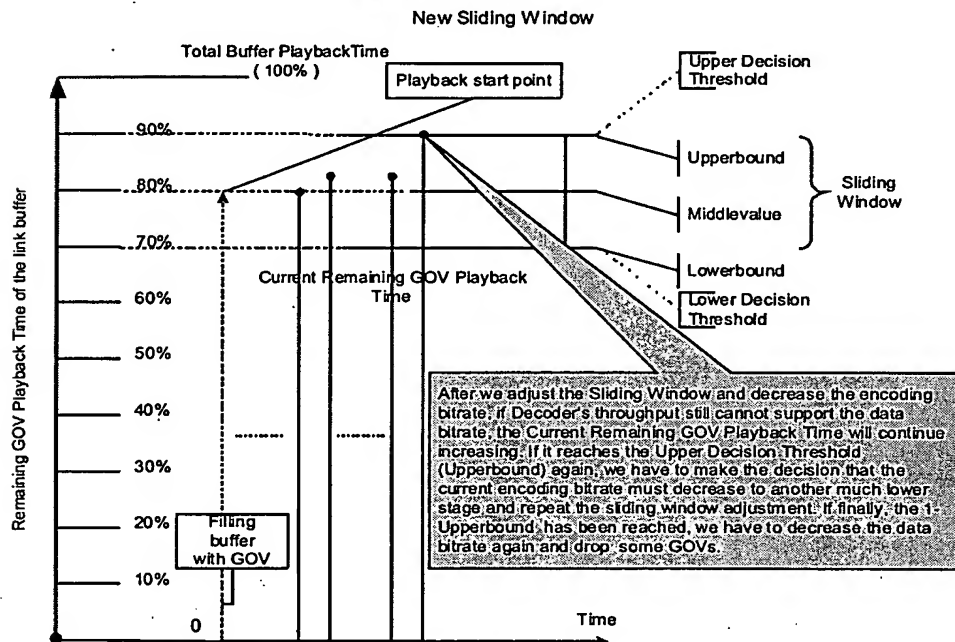 New Sliding Window
Total Buffer PlaybackTime
( 100% )
Playback start point
Upper Decision
Threshold
90%
Upperbound
80%
Middlevalue
Sliding
Window
70%
Lowerbound
Current Remaining GOV Playback
Time
60%
Lower Decision
Threshold
50%
40%
30%
20%
10%
0
Remaining GOV Playback Time of the link buffer
Filling
buffer
with GOV
Time
After we adjust the Sliding Window and decrease the encoding
bitrate, if Decoder's throughput still cannot support the data
bitrate, the Current Remaining GOV Playback Time will continue
increasing. If it reaches the Upper Decision Threshold
(Upperbound) again, we have to make the decision that the
current encoding bitrate must decrease to another much lower
stage and repeat the sliding window adjustment. If finally, the 1-
Upperbound has been reached, we have to decrease the data
bitrate again and drop some GOVs.